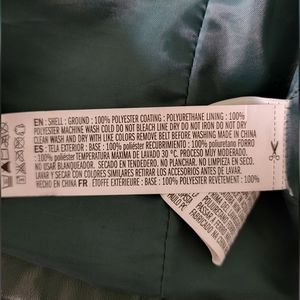 EN : SHELL : GROUND : 100% POLYESTER COATING : POLYURETHANE LINING : 100%
POLYESTER MACHINE WASH COLD DO NOT BLEACH LINE DRY DO NOT IRON DO NOT DRY
CLEAN WASH AND DRY WITH LIKE COLORS REMOVE BELT BEFORE WASHING MADE IN CHINA
ES : TELA EXTERIOR : BASE : 100% poliéster RECUBRIMIENTO : 100% poliuretano FORRO
: 100% poliéster TEMPERATURA MÁXIMA DE LAVADO 30 °C. PROCESO MUY MODERADO.
NO USAR BLANQUEADOR. SECADO EN TENDEDERO. NO PLANCHAR. NO LIMPIEZA EN SECO.
LAVAR Y SECAR CON COLORES SIMILARES RETIRAR LOS ACCESORIOS ANTES DE LAVAR.
HECHO EN CHINA FR : ÉTOFFE EXTÉRIEURE : BASE : 100% POLYESTER REVÊTEMENT : 100%